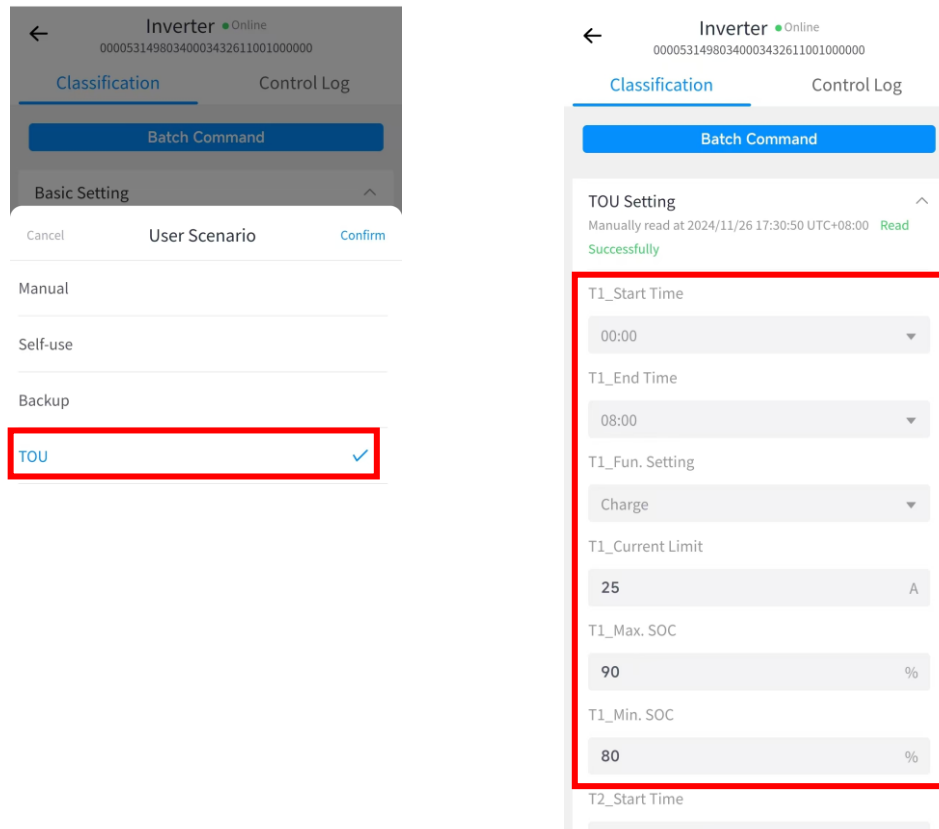 Inverter Online
00005314980340003432611001000000
Classification Control Log
Batch Command
Basic Setting
Cancel User Scenario Confirm
Manual
Self-use
Backup
TOU
Inverter Online
00005314980340003432611001000000
Classification Control Log
Batch Command
TOU Setting
Manually read at 2024/11/26 17:30:50 UTC+08:00 Read
Successfully
T1_Start Time
00:00
T1_End Time
08:00
T1_Fun. Setting
Charge
T1_Current Limit
25 A
T1_Max. SOC
90 %
T1_Min. SOC
80 %
T2_Start Time